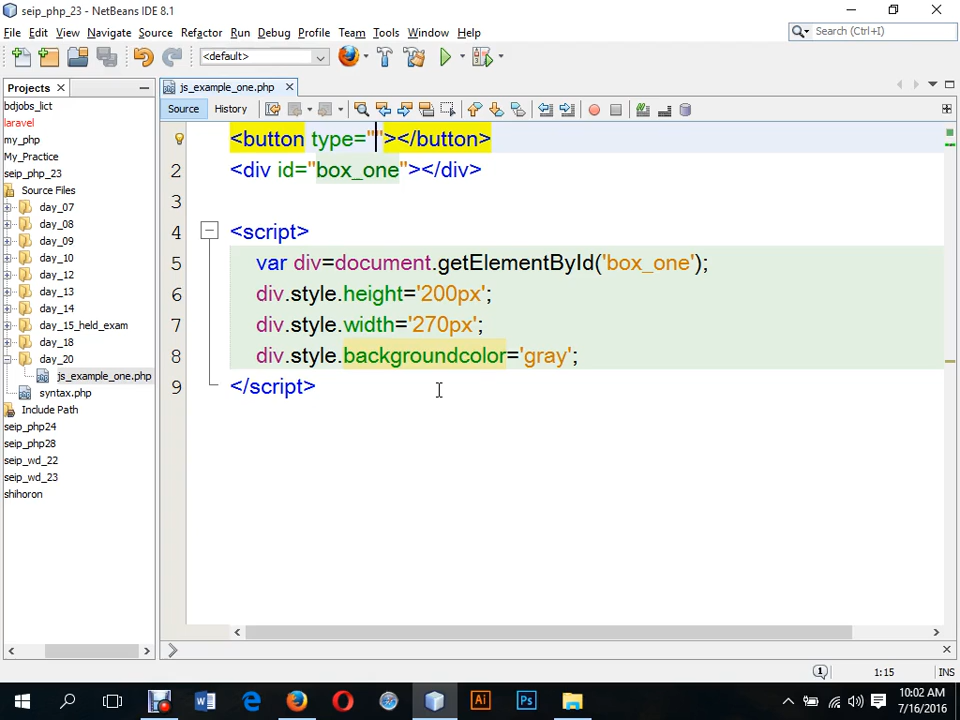 seip_php_23 - NetBeans IDE 8.1
File Edit View Navigate Source Refactor Run Debug Profile Team Tools Window Help
Search (Ctrl+I)
<default>
Projects
js_example_one.php
Source History
bdjobs_lict
laravel
my_php
My_Practice
seip_php_23
Source Files
day_07
day_08
day_09
day_10
day_12
day_13
day_14
day_15_held_exam
day_18
day_20
js_example_one.php
syntax.php
Include Path
seip_php24
seip_php28
seip_wd_22
seip_wd_23
shihoron
<button type=""></button>
2 <div id="box_one"></div>
3
4 <script>
5 var div=document.getElementById('box_one');
6 div.style.height='200px';
7 div.style.width='270px';
8 div.style.backgroundcolor='gray';
9 </script>
1:15 INS
10:02 AM
7/16/2016